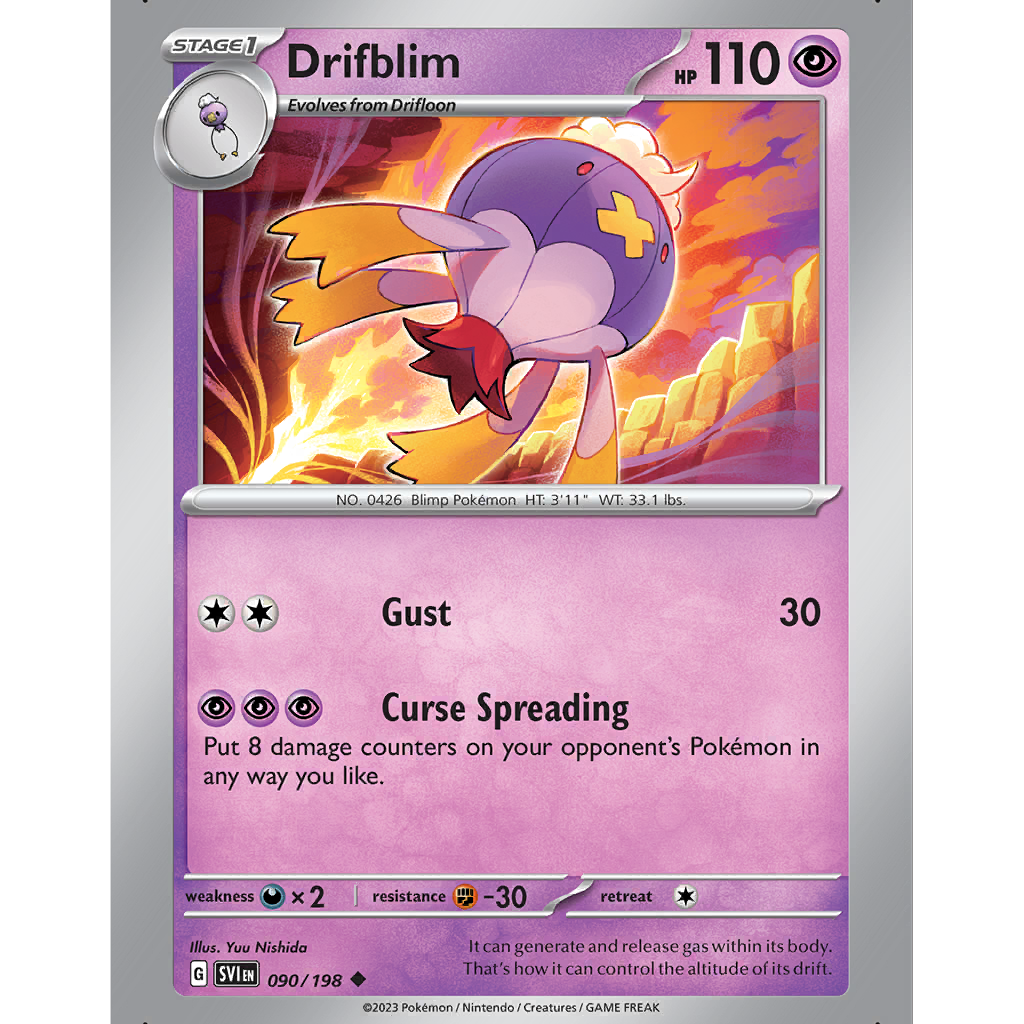 STAGE1
Drifblim
HP 110
Evolves from Drifloon
NO. 0426 Blimp Pokémon HT: 3'11" WT: 33.1 lbs.
Gust 30
Curse Spreading
Put 8 damage counters on your opponent's Pokémon in
any way you like.
weakness ×2 resistance -30 retreat
Illus. Yuu Nishida
It can generate and release gas within its body.
That's how it can control the altitude of its drift.
G SVI EN 090/198
©2023 Pokémon / Nintendo / Creatures / GAME FREAK